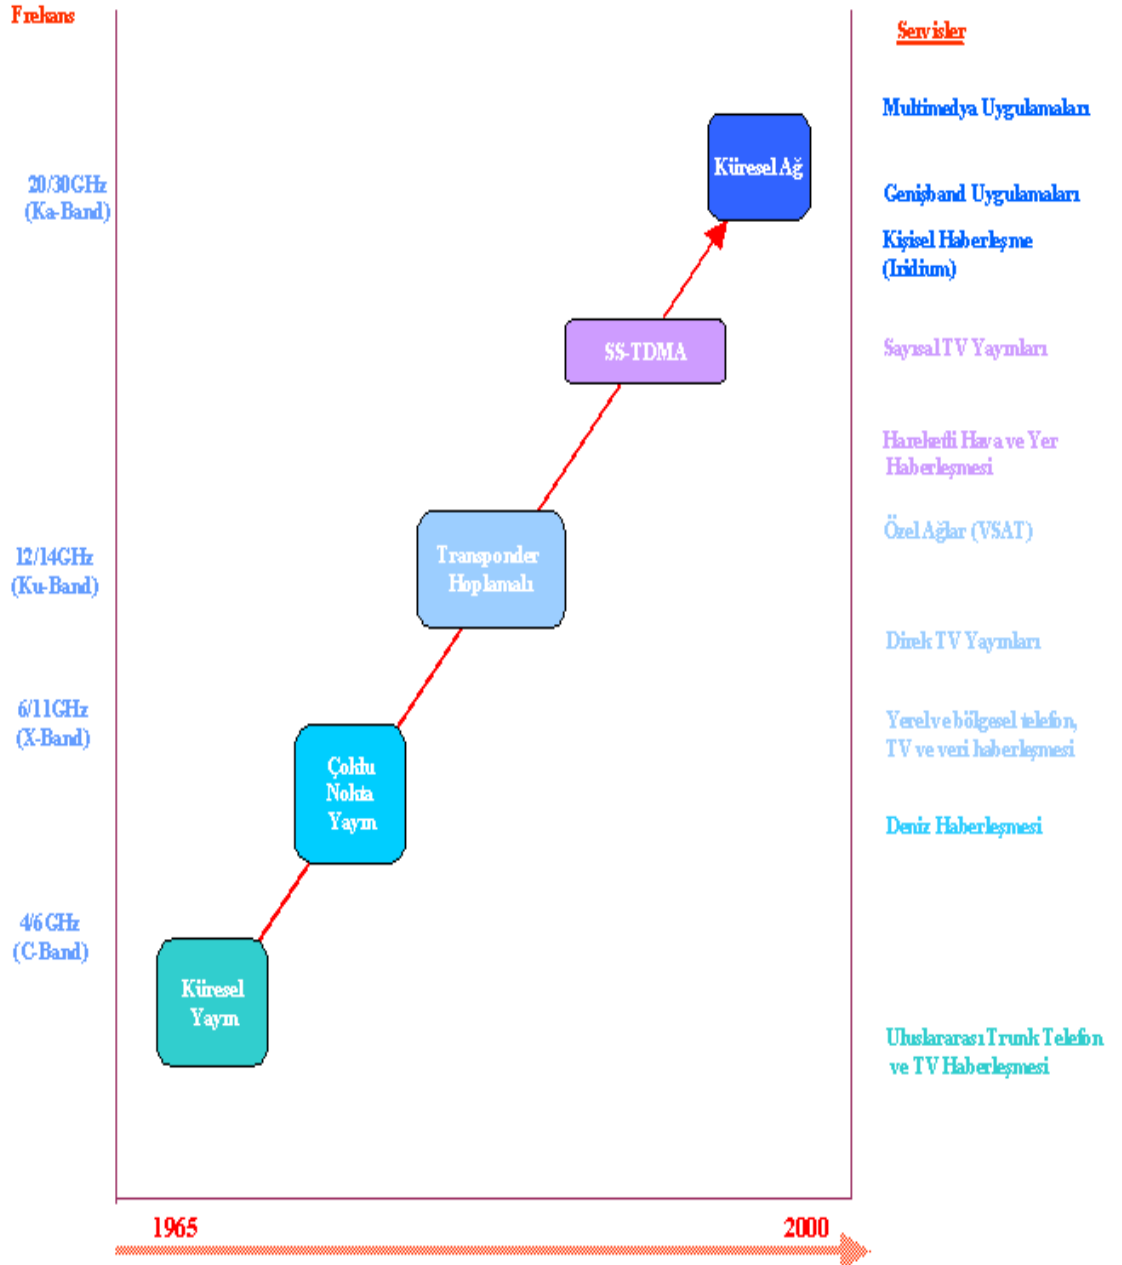 Frekans
Servisler
Multimedya Uygulamaları
Küresel Ağ
20/30GHz
(Ka-Band)
Genişband Uygulamaları
Kişisel Haberleşme
(Iridium)
SS-TDMA
Sayısal TV Yayınları
Hareketli Hava ve Yer
Haberleşmesi
Özel Ağlar (VSAT)
12/14GHz
(Ku-Band)
Transponder
Hoplamalı
Direk TV Yayınları
6/11GHz
(X-Band)
Yerel ve bölgesel telefon,
TV ve veri haberleşmesi
Çoklu
Nokta
Yayın
Deniz Haberleşmesi
4/6 GHz
(C-Band)
Küresel
Yayın
Uluslararası Trunk Telefon
ve TV Haberleşmesi
1965
2000